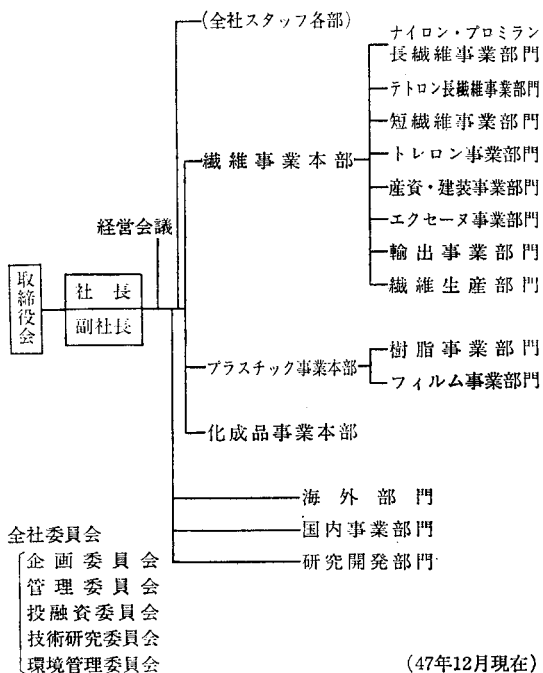 (全社スタッフ各部)
ナイロン・プロミラン
長繊維事業部門
テトロン長繊維事業部門
短繊維事業部門
繊維事業本部
トレロン事業部門
産資・建装事業部門
エクセーヌ事業部門
輸出事業部門
繊維生産部門
経営会議
取締役会
社長
副社長
プラスチック事業本部
樹脂事業部門
フィルム事業部門
化成品事業本部
海外部門
国内事業部門
研究開発部門
全社委員会
企画委員会
管理委員会
投融資委員会
技術研究委員会
環境管理委員会
(47年12月現在)